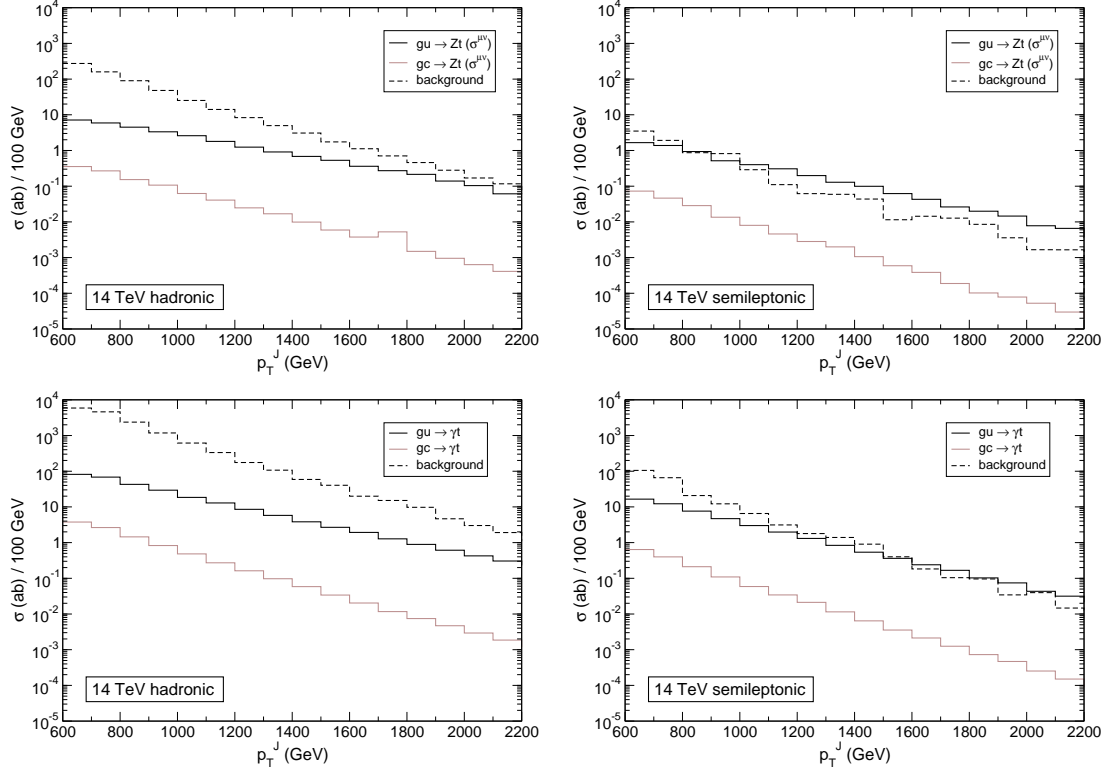 10^4
10^3
10^2
10
1
10^-1
10^-2
10^-3
10^-4
10^-5
σ (ab) / 100 GeV
gu → Zt (σ^μν)
gc → Zt (σ^μν)
background
14 TeV hadronic
600 800 1000 1200 1400 1600 1800 2000 2200
p_T^J (GeV)
10^4
10^3
10^2
10
1
10^-1
10^-2
10^-3
10^-4
10^-5
σ (ab) / 100 GeV
gu → Zt (σ^μν)
gc → Zt (σ^μν)
background
14 TeV semileptonic
600 800 1000 1200 1400 1600 1800 2000 2200
p_T^J (GeV)
10^4
10^3
10^2
10
1
10^-1
10^-2
10^-3
10^-4
10^-5
σ (ab) / 100 GeV
gu → γt
gc → γt
background
14 TeV hadronic
600 800 1000 1200 1400 1600 1800 2000 2200
p_T^J (GeV)
10^4
10^3
10^2
10
1
10^-1
10^-2
10^-3
10^-4
10^-5
σ (ab) / 100 GeV
gu → γt
gc → γt
background
14 TeV semileptonic
600 800 1000 1200 1400 1600 1800 2000 2200
p_T^J (GeV)